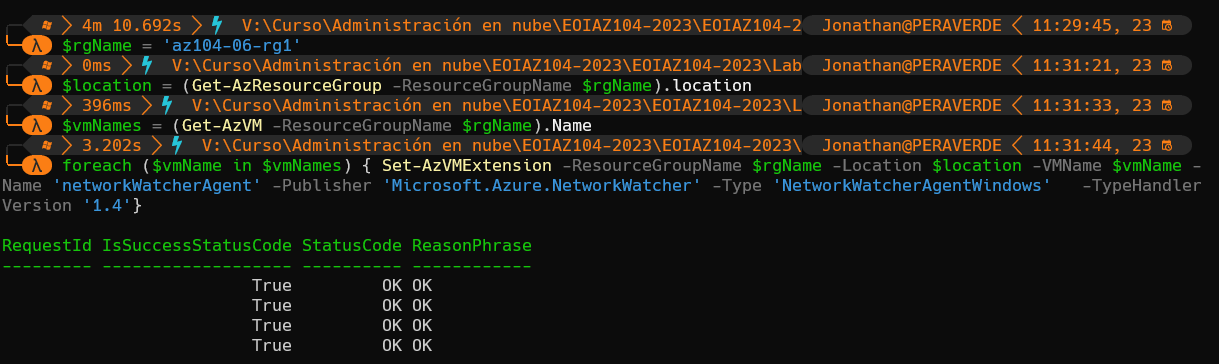 4m 10.692s V:\Curso\Administración en nube\EOIAZ104-2023\EOIAZ104-2 Jonathan@PERAVERDE 11:29:45, 23
λ $rgName = 'az104-06-rg1'
0ms V:\Curso\Administración en nube\EOIAZ104-2023\EOIAZ104-2023\Lab Jonathan@PERAVERDE 11:31:21, 23
λ $location = (Get-AzResourceGroup -ResourceGroupName $rgName).location
396ms V:\Curso\Administración en nube\EOIAZ104-2023\EOIAZ104-2023\L Jonathan@PERAVERDE 11:31:33, 23
λ $vmNames = (Get-AzVM -ResourceGroupName $rgName).Name
3.202s V:\Curso\Administración en nube\EOIAZ104-2023\EOIAZ104-2023\ Jonathan@PERAVERDE 11:31:44, 23
λ foreach ($vmName in $vmNames) { Set-AzVMExtension -ResourceGroupName $rgName -Location $location -VMName $vmName -
Name 'networkWatcherAgent' -Publisher 'Microsoft.Azure.NetworkWatcher' -Type 'NetworkWatcherAgentWindows' -TypeHandler
Version '1.4'}
RequestId IsSuccessStatusCode StatusCode ReasonPhrase
--------- ------------------- ---------- ------------
True OK OK
True OK OK
True OK OK
True OK OK